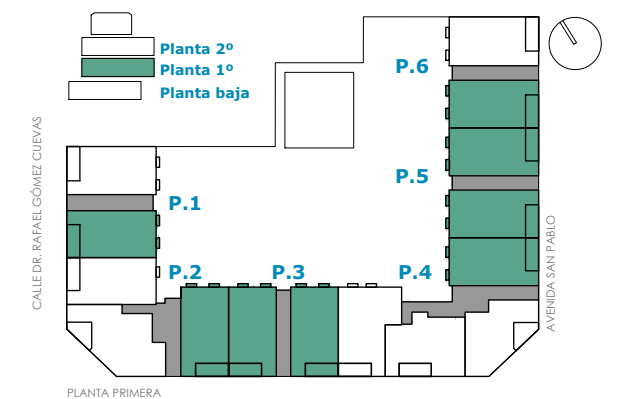 Planta 2º
Planta 1º
Planta baja
P.6
CALLE DR. RAFAEL GÓMEZ CUEVAS
P.5
P.1
AVENIDA SAN PABLO
P.2
P.3
P.4
PLANTA PRIMERA